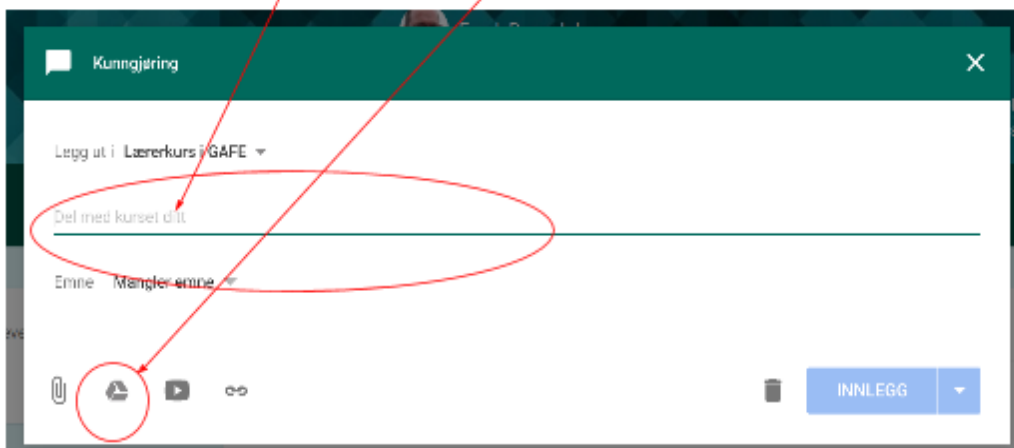 Kunngjøring
Legg ut i Lærerkurs i GAFE
Del med kurset ditt
Emne Mangler emne
INNLEGG